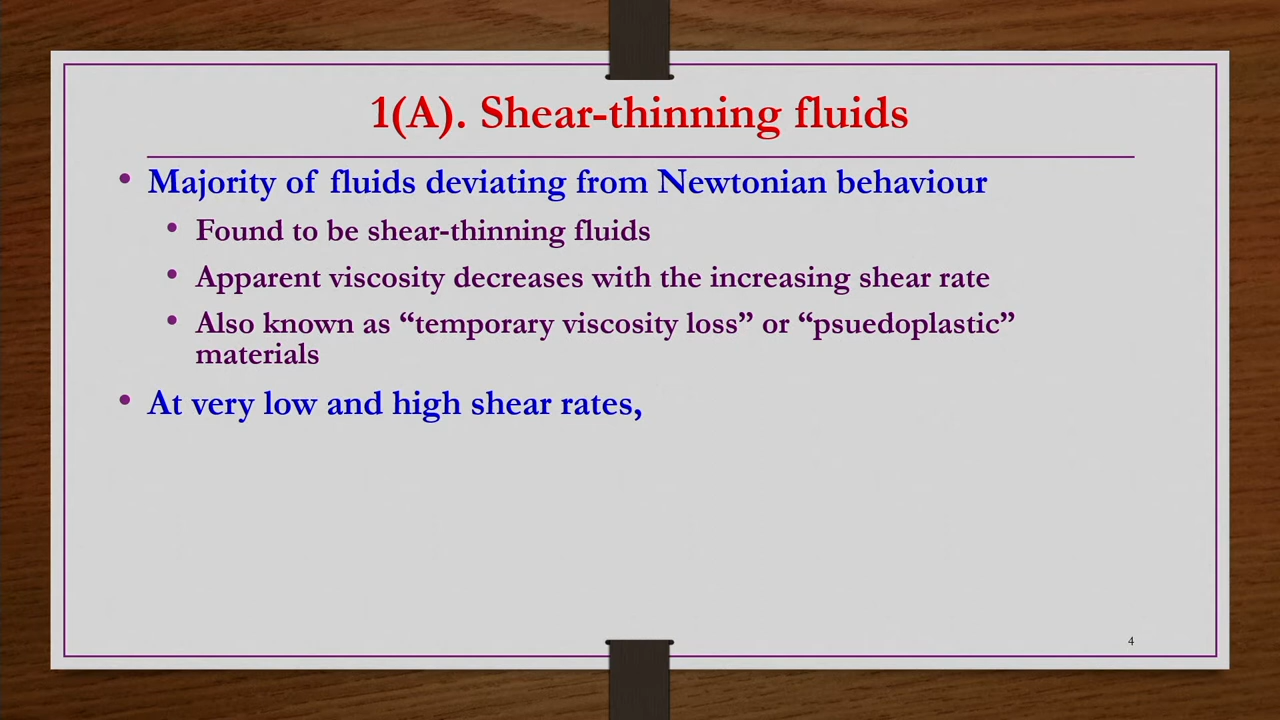 1(A). Shear-thinning fluids
• Majority of fluids deviating from Newtonian behaviour
• Found to be shear-thinning fluids
• Apparent viscosity decreases with the increasing shear rate
• Also known as “temporary viscosity loss” or “psuedoplastic”
materials
• At very low and high shear rates,
4